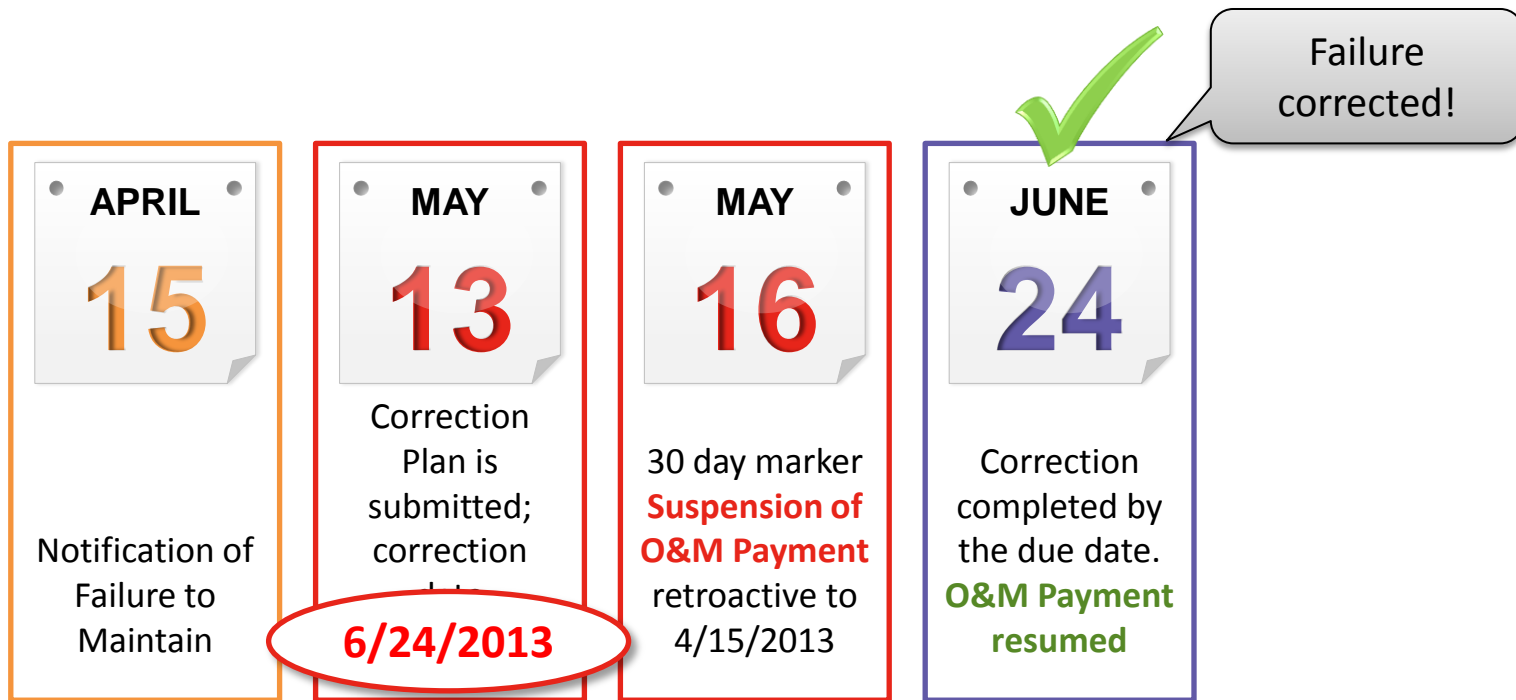 Failure
corrected!
APRIL
15
Notification of
Failure to
Maintain
MAY
13
Correction
Plan is
submitted;
correction
6/24/2013
MAY
16
30 day marker
Suspension of
O&M Payment
retroactive to
4/15/2013
JUNE
24
Correction
completed by
the due date.
O&M Payment
resumed